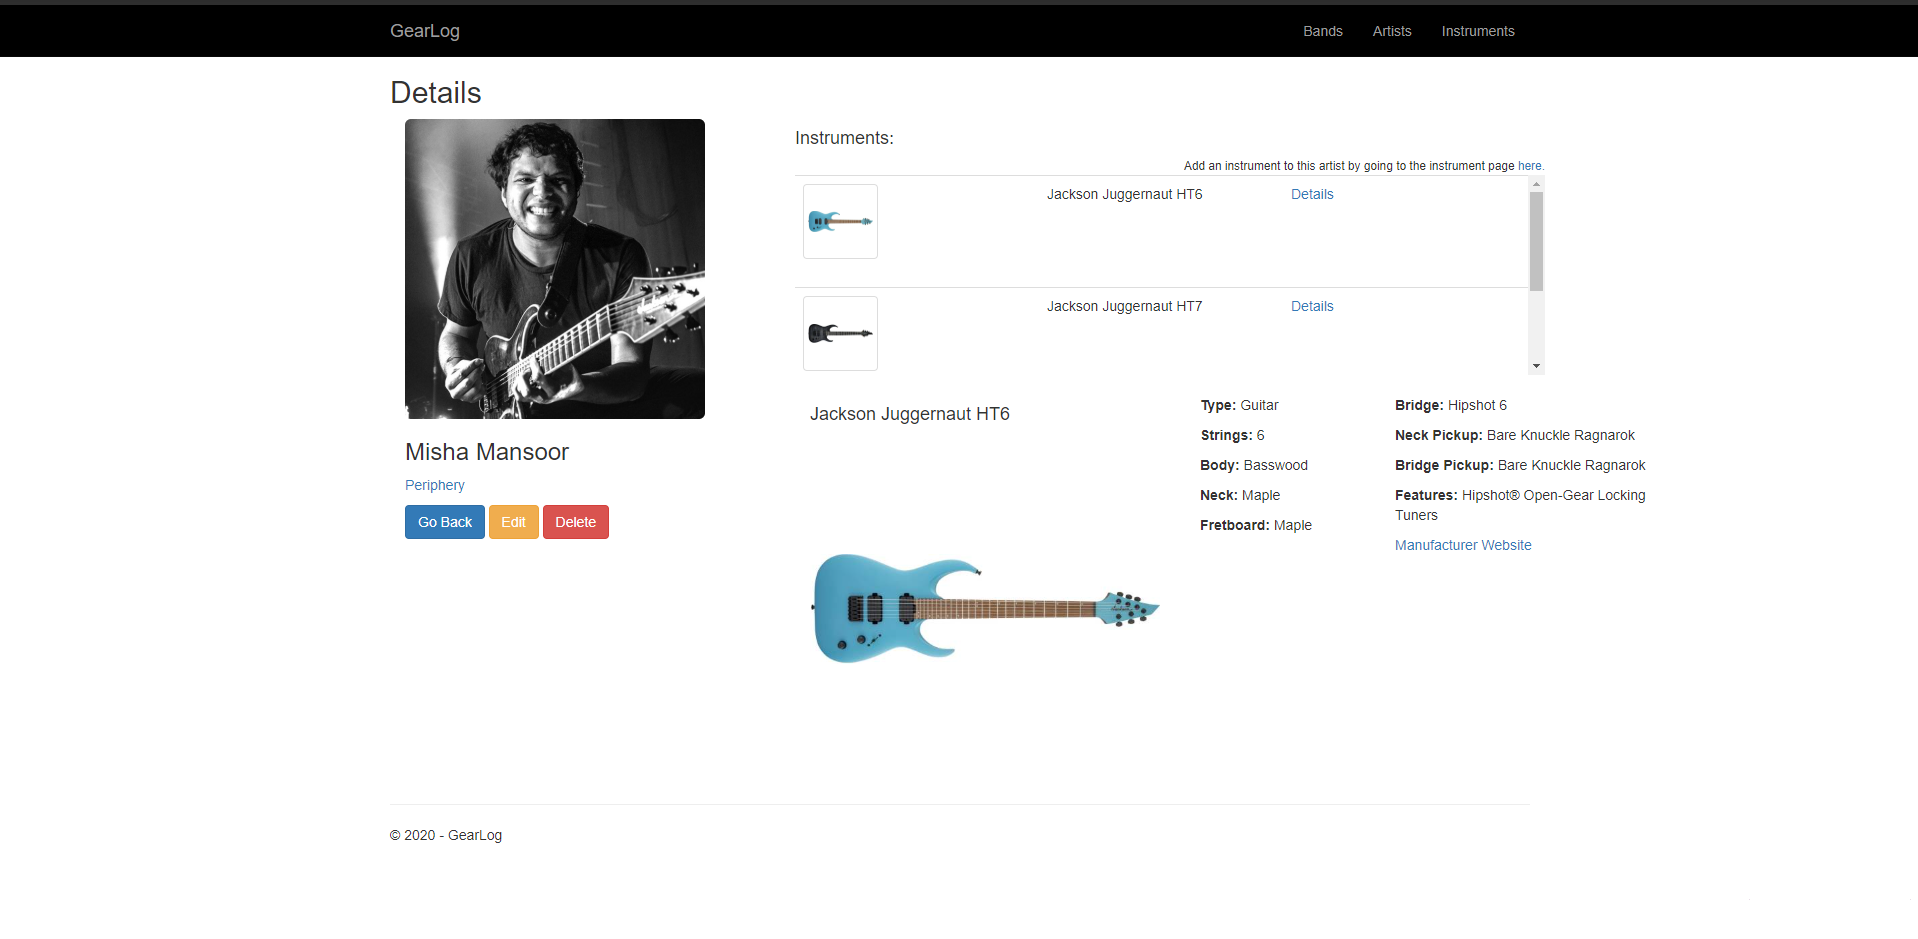 GearLog
Bands
Artists
Instruments
Details
Instruments:
Add an instrument to this artist by going to the instrument page here.
Jackson Juggernaut HT6
Details
Jackson Juggernaut HT7
Details
Misha Mansoor
Periphery
Go Back
Edit
Delete
Jackson Juggernaut HT6
Type: Guitar
Strings: 6
Body: Basswood
Neck: Maple
Fretboard: Maple
Bridge: Hipshot 6
Neck Pickup: Bare Knuckle Ragnarok
Bridge Pickup: Bare Knuckle Ragnarok
Features: Hipshot® Open-Gear Locking
Tuners
Manufacturer Website
© 2020 - GearLog